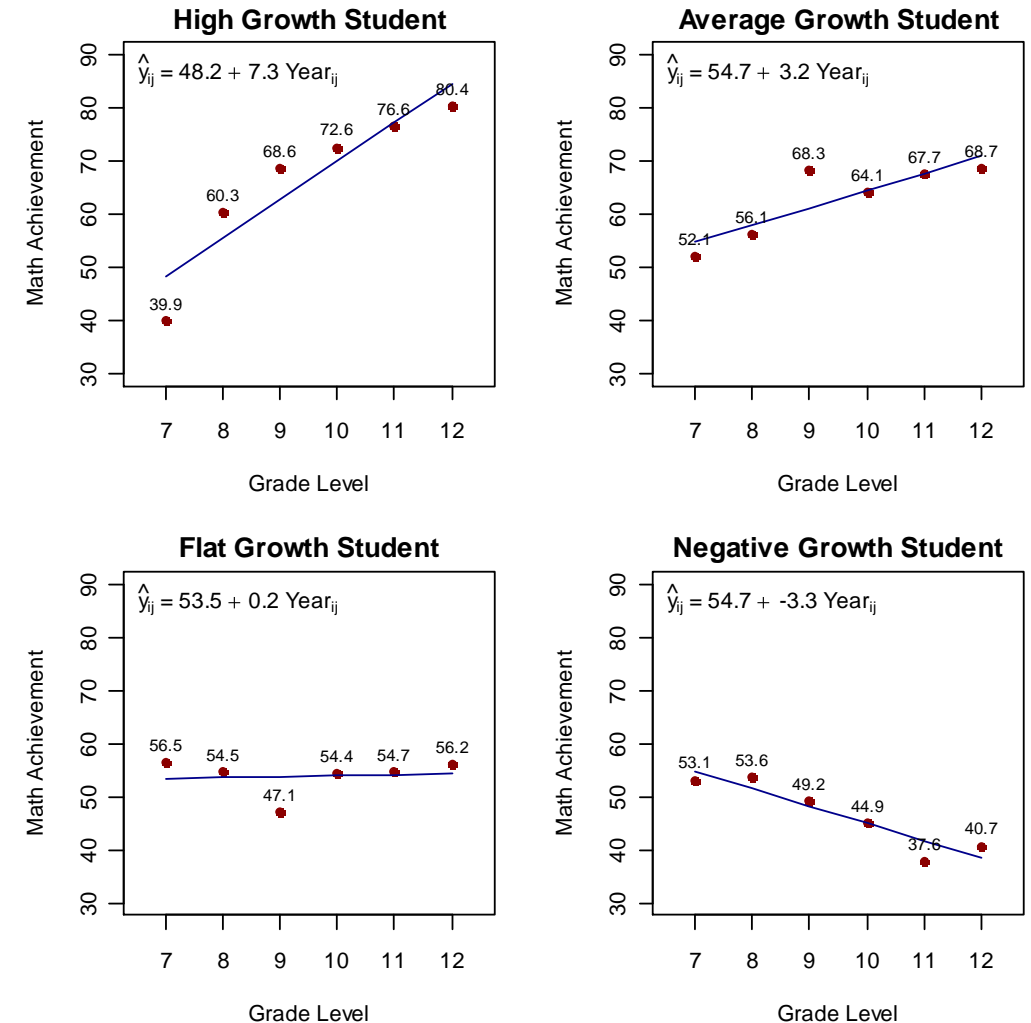 High Growth Student
ŷij = 48.2 + 7.3 Yearij
90
80
70
60
50
40
30
Math Achievement
39.9
60.3
68.6
72.6
76.6
80.4
7 8 9 10 11 12
Grade Level
Average Growth Student
ŷij = 54.7 + 3.2 Yearij
90
80
70
60
50
40
30
Math Achievement
52.1
56.1
68.3
64.1
67.7
68.7
7 8 9 10 11 12
Grade Level
Flat Growth Student
ŷij = 53.5 + 0.2 Yearij
90
80
70
60
50
40
30
Math Achievement
56.5
54.5
47.1
54.4
54.7
56.2
7 8 9 10 11 12
Grade Level
Negative Growth Student
ŷij = 54.7 + -3.3 Yearij
90
80
70
60
50
40
30
Math Achievement
53.1
53.6
49.2
44.9
37.6
40.7
7 8 9 10 11 12
Grade Level